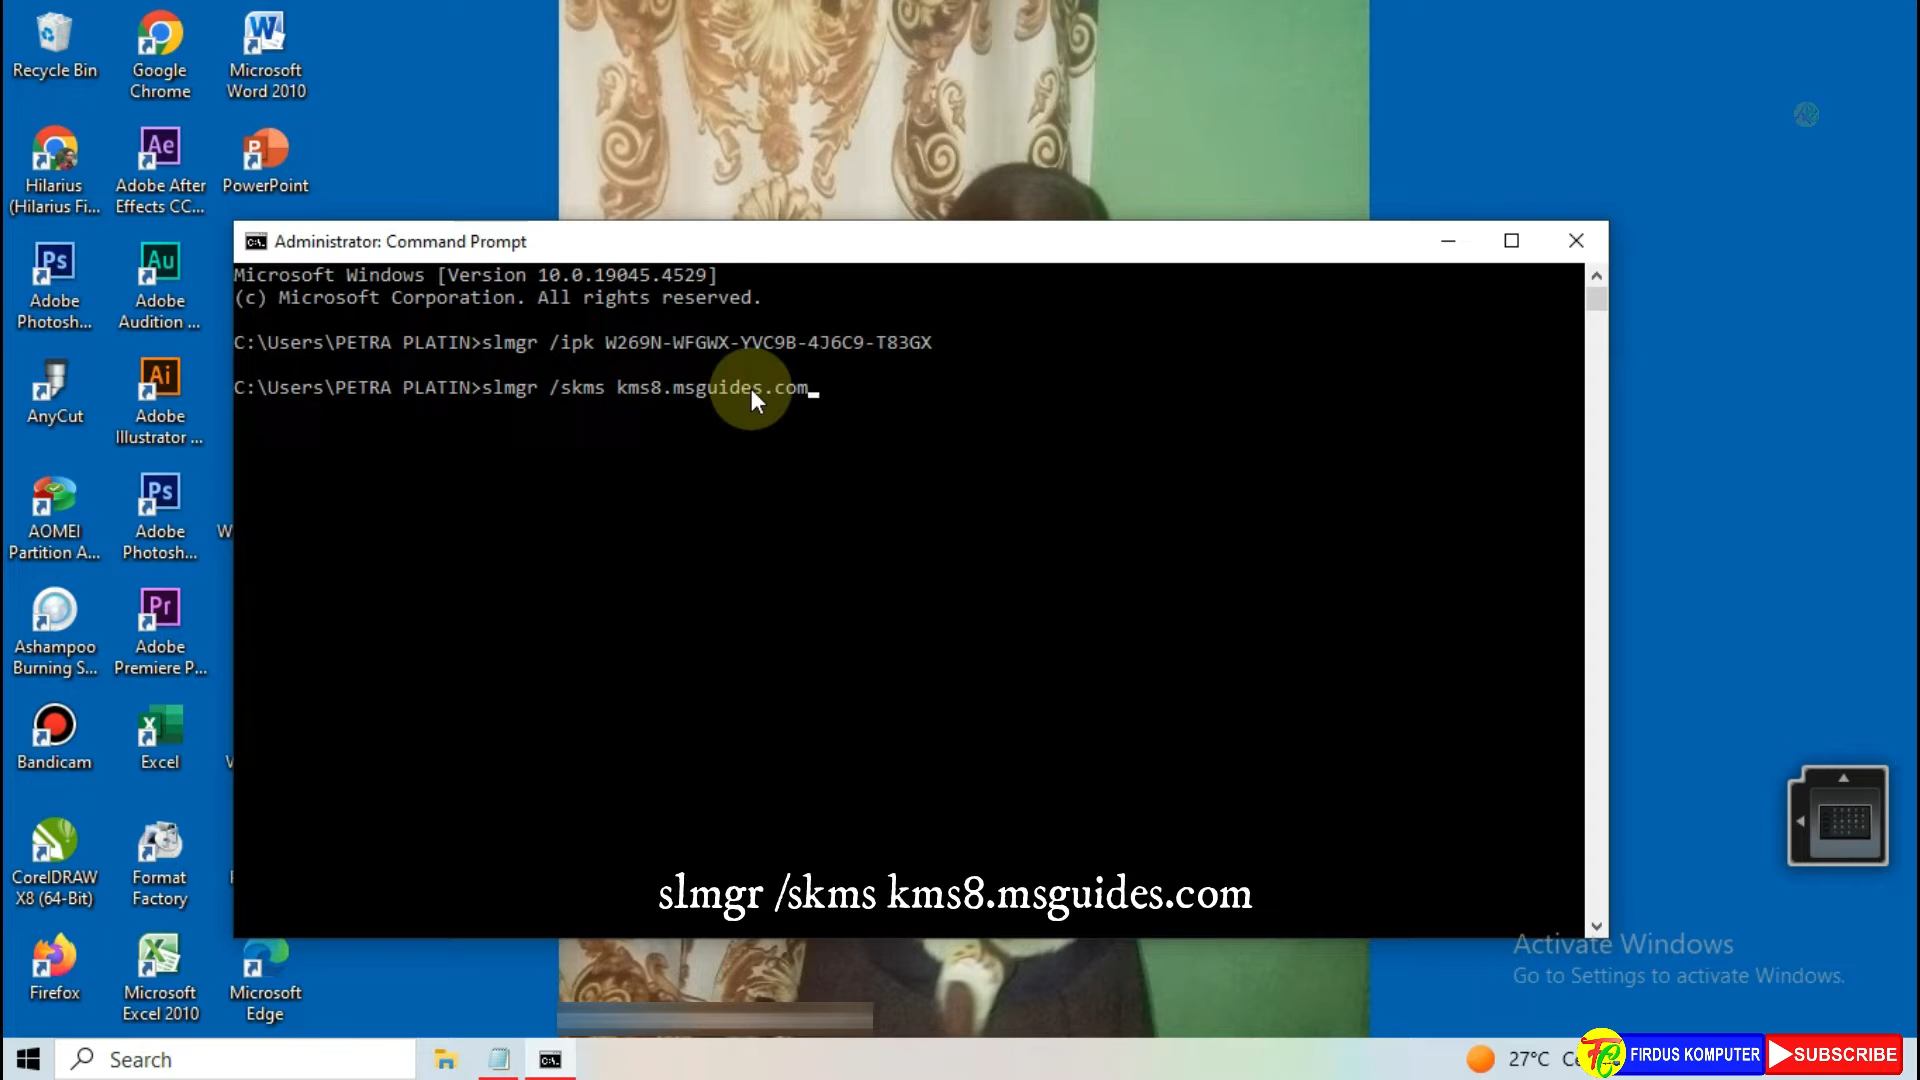 Recycle Bin
Google
Chrome
Microsoft
Word 2010
Hilarius
(Hilarius Fi...
Adobe After
Effects CC...
PowerPoint
Adobe
Photosh...
Adobe
Audition ...
AnyCut
Adobe
Illustrator ...
AOMEI
Partition A...
Adobe
Photosh...
Ashampoo
Burning S...
Adobe
Premiere P...
Bandicam
Excel
CorelDRAW
X8 (64-Bit)
Format
Factory
Firefox
Microsoft
Excel 2010
Microsoft
Edge
Administrator: Command Prompt
Microsoft Windows [Version 10.0.19045.4529]
(c) Microsoft Corporation. All rights reserved.
C:\Users\PETRA PLATIN>slmgr /ipk W269N-WFGWX-YVC9B-4J6C9-T83GX
C:\Users\PETRA PLATIN>slmgr /skms kms8.msguides.com
slmgr /skms kms8.msguides.com
Activate Windows
Go to Settings to activate Windows.
Search
27°C
FIRDUS KOMPUTER
SUBSCRIBE